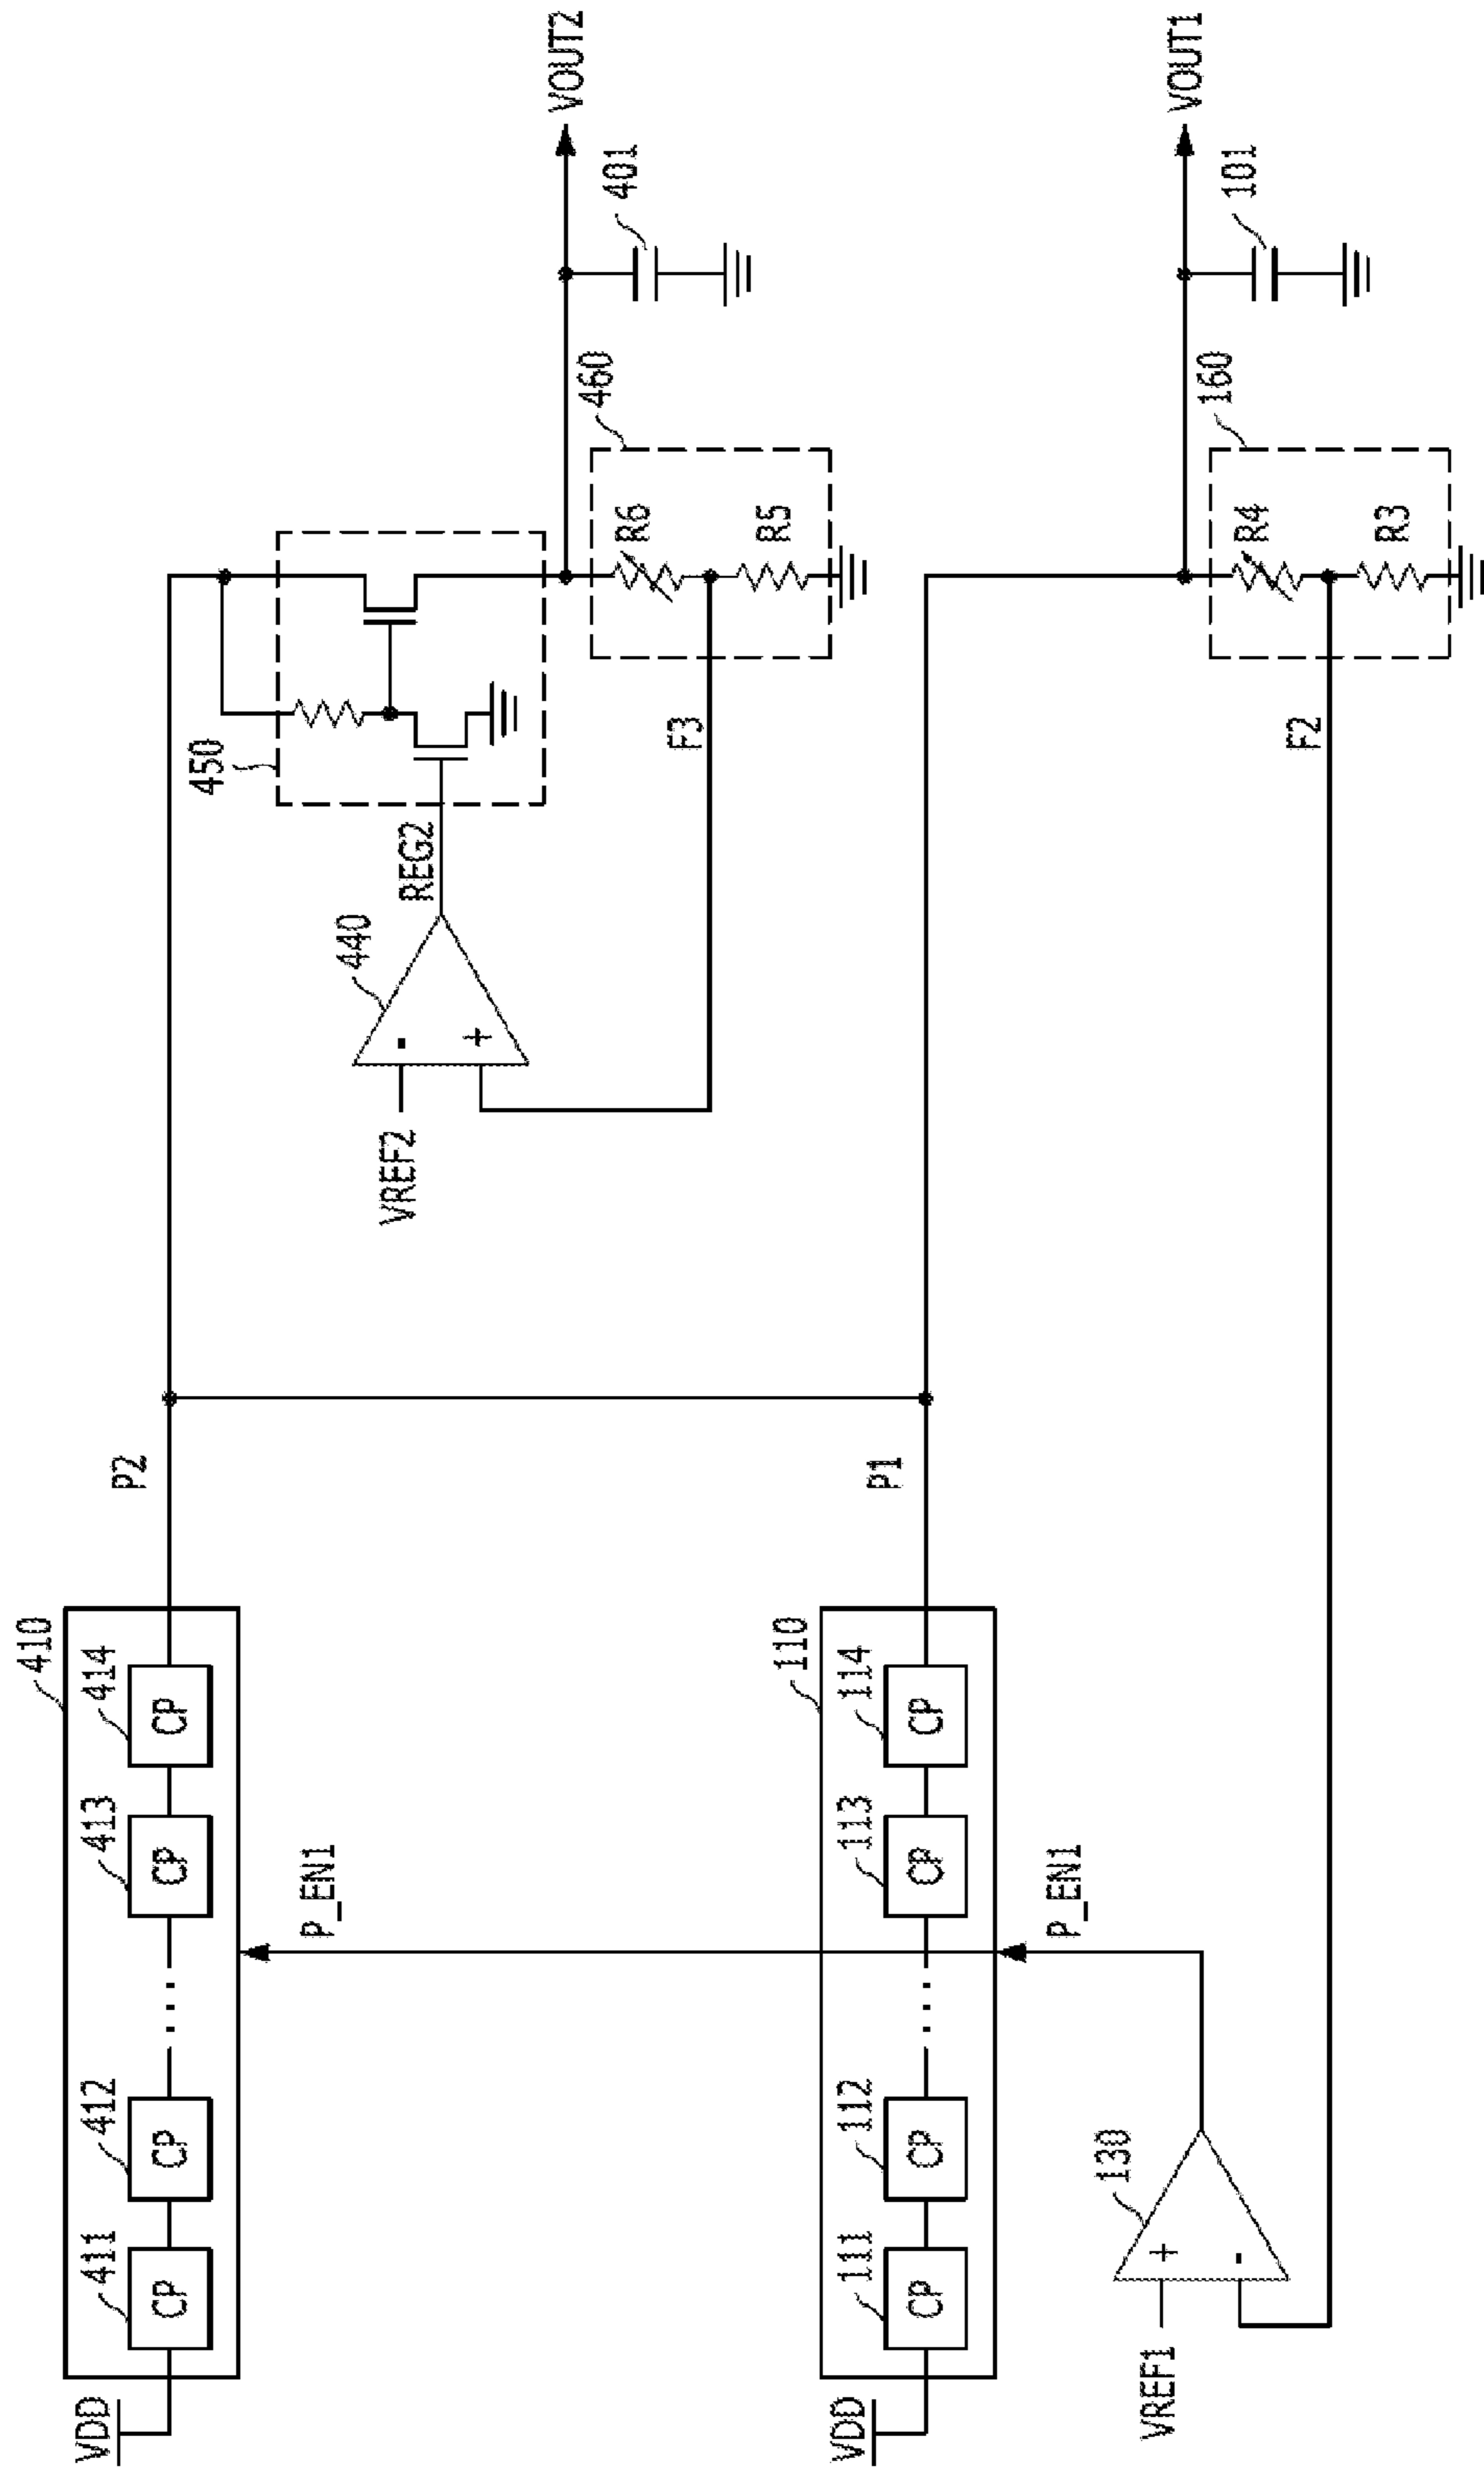 410
411
412
413
414
VDD
CP
CP
...
CP
CP
P2
P_EN1
450
440
VREF2
-
+
REG2
F3
VOUT2
401
460
R6
R5
110
111
112
113
114
VDD
CP
CP
...
CP
CP
P1
P_EN1
130
VREF1
+
-
F2
VOUT1
101
160
R4
R3